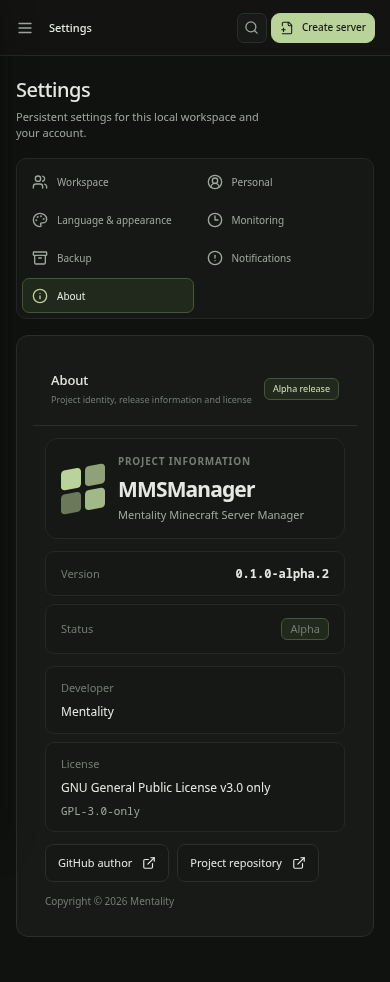 Settings
Create server
Settings
Persistent settings for this local workspace and
your account.
Workspace
Personal
Language & appearance
Monitoring
Backup
Notifications
About
About
Project identity, release information and license
Alpha release
PROJECT INFORMATION
MMSManager
Mentality Minecraft Server Manager
Version
0.1.0-alpha.2
Status
Alpha
Developer
Mentality
License
GNU General Public License v3.0 only
GPL-3.0-only
GitHub author
Project repository
Copyright © 2026 Mentality